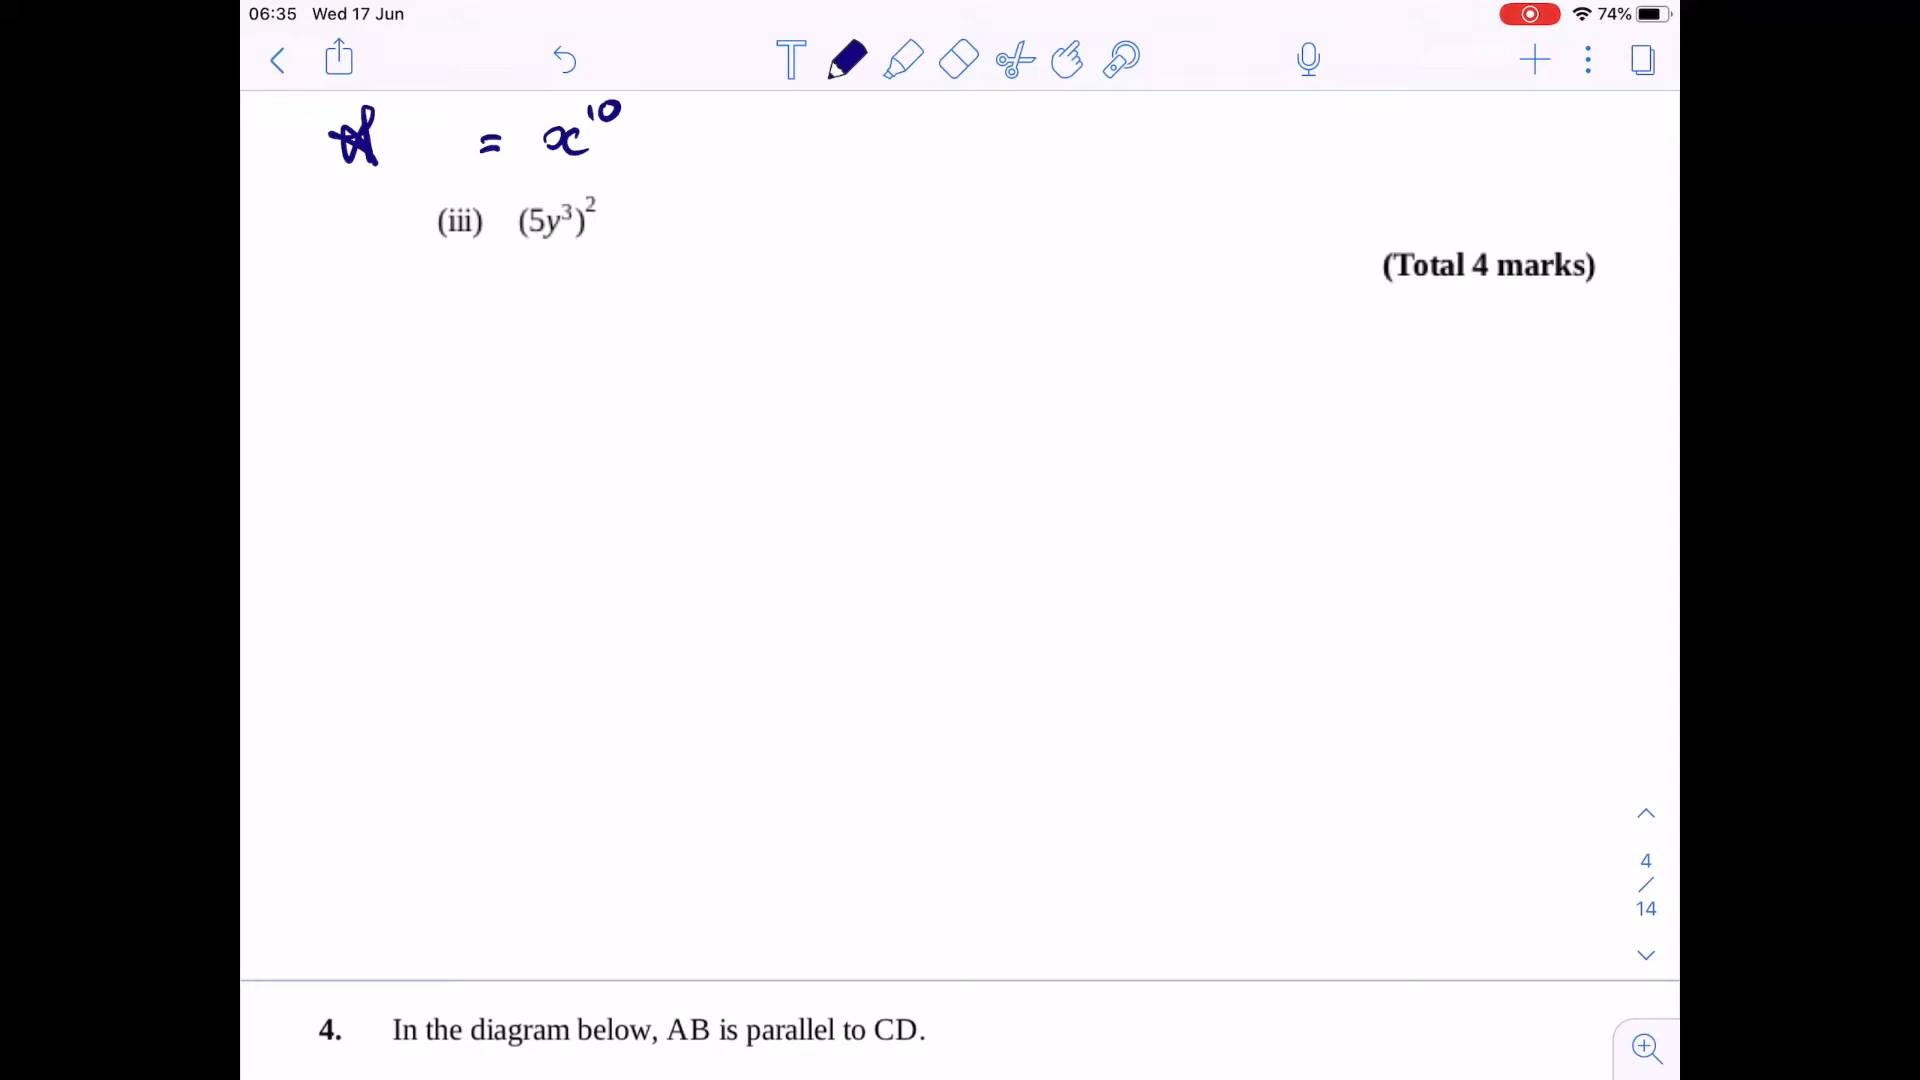 06:35 Wed 17 Jun 74%
T
= x¹⁰
(iii) (5y³)²
(Total 4 marks)
4
/
14
4. In the diagram below, AB is parallel to CD.